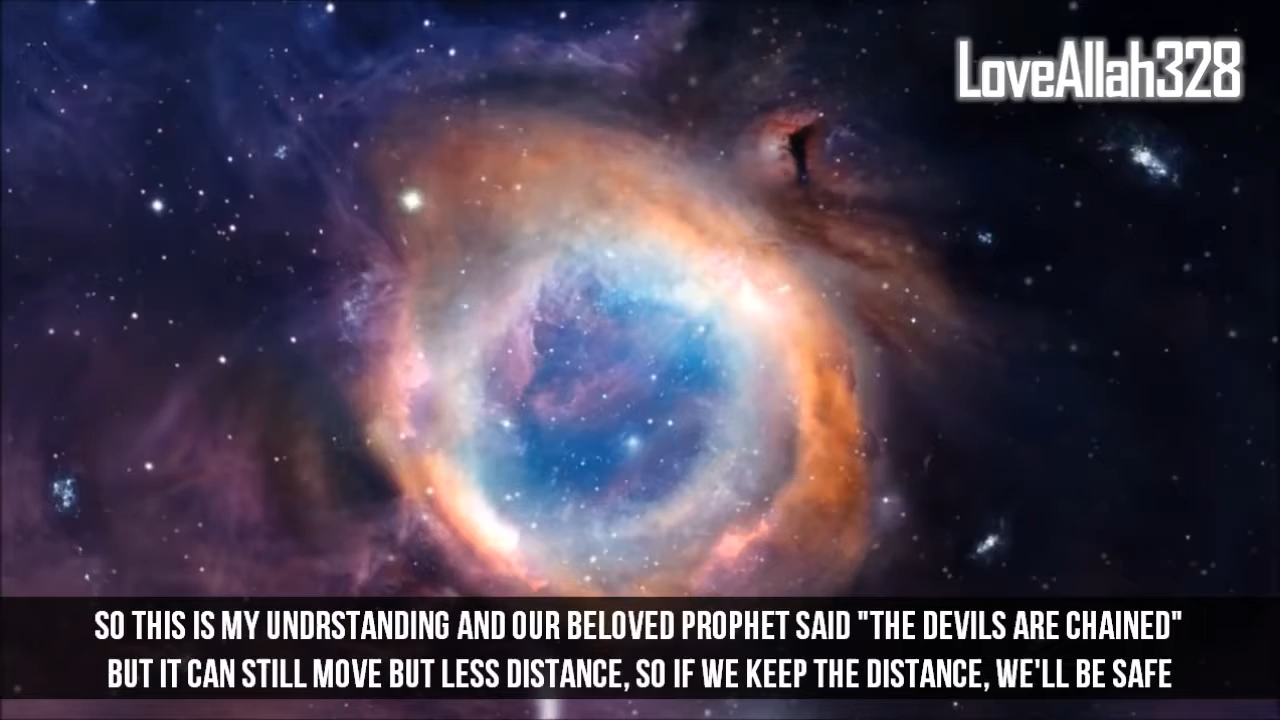 LoveAllah328
SO THIS IS MY UNDRSTANDING AND OUR BELOVED PROPHET SAID "THE DEVILS ARE CHAINED"
BUT IT CAN STILL MOVE BUT LESS DISTANCE, SO IF WE KEEP THE DISTANCE, WE'LL BE SAFE